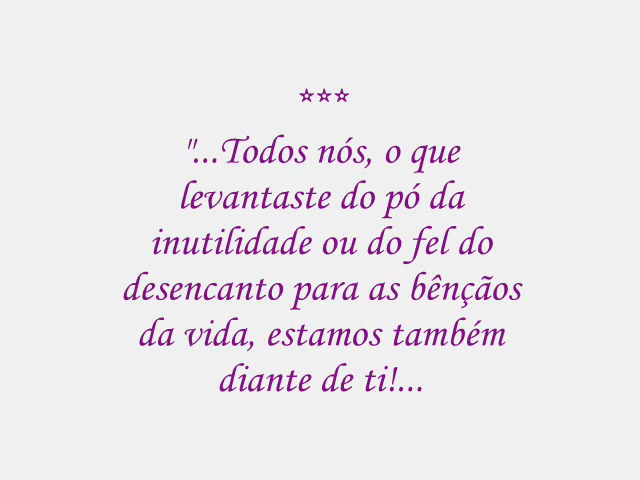 ***
"...Todos nós, o que
levantaste do pó da
inutilidade ou do fel do
desencanto para as bênçãos
da vida, estamos também
diante de ti!...